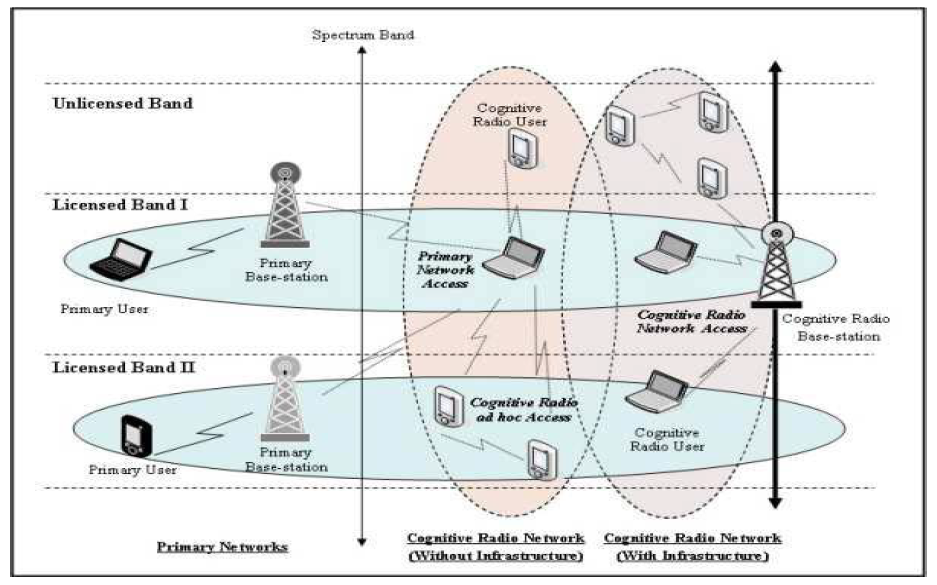 Spectrum Band
Unlicensed Band
Cognitive
Radio User
Licensed Band I
Primary
Base-station
Primary User
Primary
Network
Access
Cognitive Radio
Network Access
Cognitive Radio
Base-station
Licensed Band II
Primary
Base-station
Primary User
Cognitive Radio
ad hoc Access
Cognitive
Radio User
Primary Networks
Cognitive Radio Network
(Without Infrastructure)
Cognitive Radio Network
(With Infrastructure)